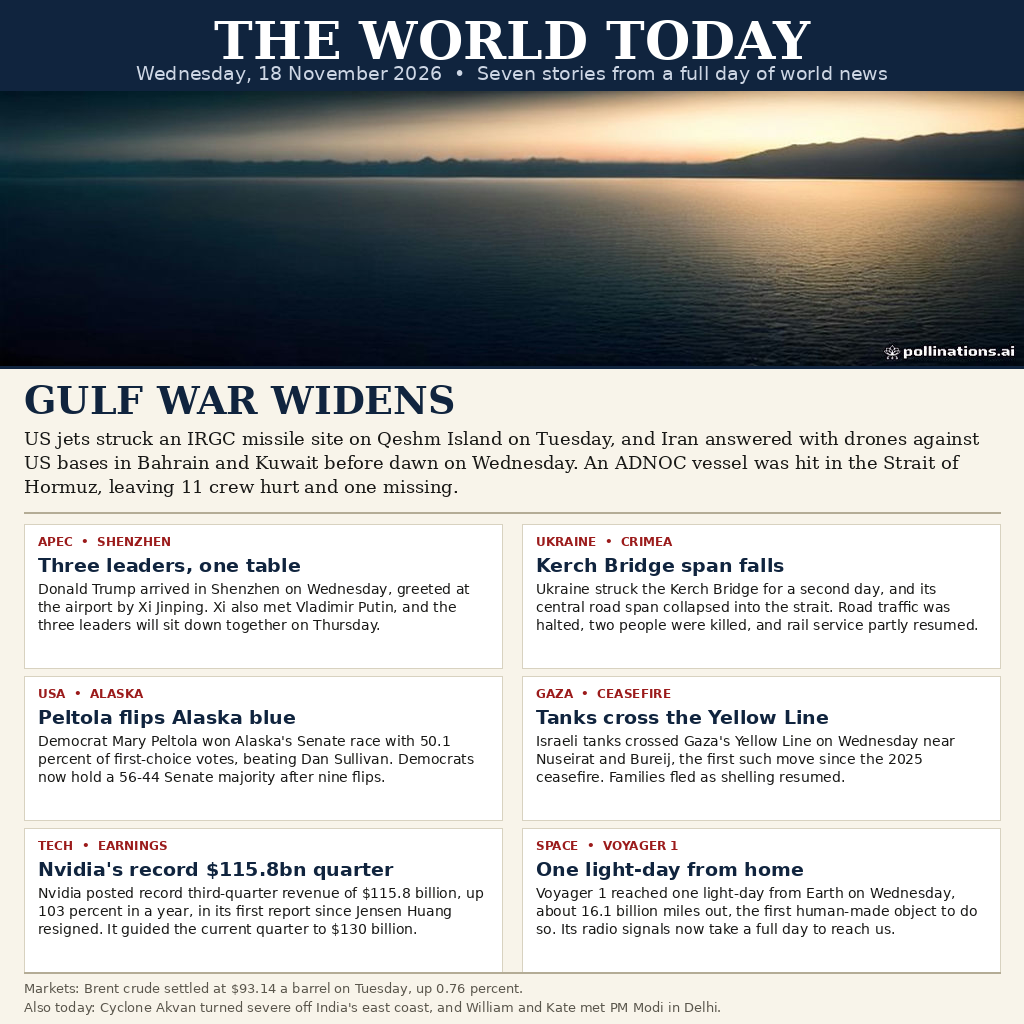 THE WORLD TODAY
Wednesday, 18 November 2026 • Seven stories from a full day of world news
pollinations.ai
GULF WAR WIDENS
US jets struck an IRGC missile site on Qeshm Island on Tuesday, and Iran answered with drones against
US bases in Bahrain and Kuwait before dawn on Wednesday. An ADNOC vessel was hit in the Strait of
Hormuz, leaving 11 crew hurt and one missing.
APEC • SHENZHEN
Three leaders, one table
Donald Trump arrived in Shenzhen on Wednesday, greeted at
the airport by Xi Jinping. Xi also met Vladimir Putin, and the
three leaders will sit down together on Thursday.
UKRAINE • CRIMEA
Kerch Bridge span falls
Ukraine struck the Kerch Bridge for a second day, and its
central road span collapsed into the strait. Road traffic was
halted, two people were killed, and rail service partly resumed.
USA • ALASKA
Peltola flips Alaska blue
Democrat Mary Peltola won Alaska's Senate race with 50.1
percent of first-choice votes, beating Dan Sullivan. Democrats
now hold a 56-44 Senate majority after nine flips.
GAZA • CEASEFIRE
Tanks cross the Yellow Line
Israeli tanks crossed Gaza's Yellow Line on Wednesday near
Nuseirat and Bureij, the first such move since the 2025
ceasefire. Families fled as shelling resumed.
TECH • EARNINGS
Nvidia's record $115.8bn quarter
Nvidia posted record third-quarter revenue of $115.8 billion, up
103 percent in a year, in its first report since Jensen Huang
resigned. It guided the current quarter to $130 billion.
SPACE • VOYAGER 1
One light-day from home
Voyager 1 reached one light-day from Earth on Wednesday,
about 16.1 billion miles out, the first human-made object to do
so. Its radio signals now take a full day to reach us.
Markets: Brent crude settled at $93.14 a barrel on Tuesday, up 0.76 percent.
Also today: Cyclone Akvan turned severe off India's east coast, and William and Kate met PM Modi in Delhi.